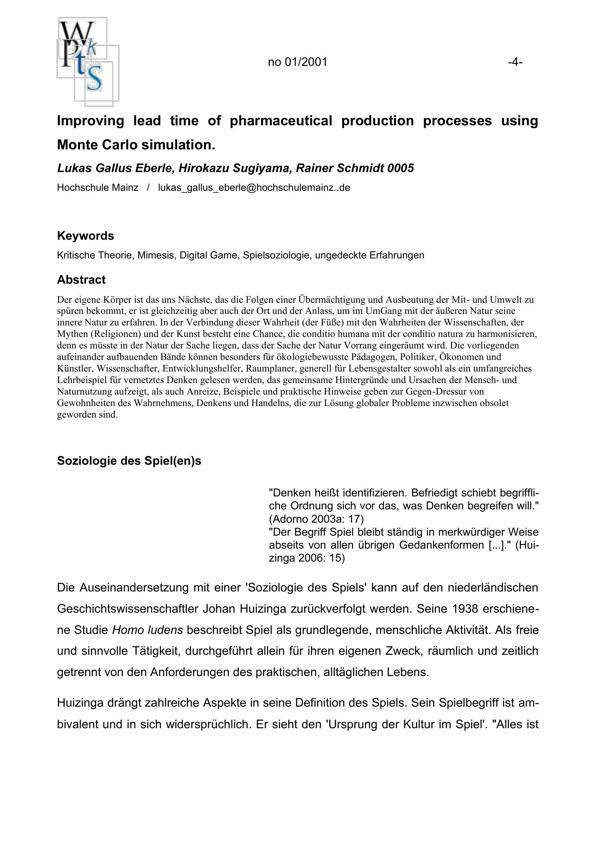 WPkts
no 01/2001 -4-
Improving lead time of pharmaceutical production processes using
Monte Carlo simulation.
Lukas Gallus Eberle, Hirokazu Sugiyama, Rainer Schmidt 0005
Hochschule Mainz / lukas_gallus_eberle@hochschulemainz..de
Keywords
Kritische Theorie, Mimesis, Digital Game, Spielsoziologie, ungedeckte Erfahrungen
Abstract
Der eigene Körper ist das uns Nächste, das die Folgen einer Übermächtigung und Ausbeutung der Mit- und Umwelt zu
spüren bekommt, er ist gleichzeitig aber auch der Ort und der Anlass, um im UmGang mit der äußeren Natur seine
innere Natur zu erfahren. In der Verbindung dieser Wahrheit (der Füße) mit den Wahrheiten der Wissenschaften, der
Mythen (Religionen) und der Kunst besteht eine Chance, die conditio humana mit der conditio natura zu harmonisieren,
denn es müsste in der Natur der Sache liegen, dass der Sache der Natur Vorrang eingeräumt wird. Die vorliegenden
aufeinander aufbauenden Bände können besonders für ökologiebewusste Pädagogen, Politiker, Ökonomen und
Künstler, Wissenschafter, Entwicklungshelfer, Raumplaner, generell für Lebensgestalter sowohl als ein umfangreiches
Lehrbeispiel für vernetztes Denken gelesen werden, das gemeinsame Hintergründe und Ursachen der Mensch- und
Naturnutzung aufzeigt, als auch Anreize, Beispiele und praktische Hinweise geben zur Gegen-Dressur von
Gewohnheiten des Wahrnehmens, Denkens und Handelns, die zur Lösung globaler Probleme inzwischen obsolet
geworden sind.
Soziologie des Spiel(en)s
"Denken heißt identifizieren. Befriedigt schiebt begriffli-
che Ordnung sich vor das, was Denken begreifen will."
(Adorno 2003a: 17)
"Der Begriff Spiel bleibt ständig in merkwürdiger Weise
abseits von allen übrigen Gedankenformen [...]." (Hui-
zinga 2006: 15)
Die Auseinandersetzung mit einer 'Soziologie des Spiels' kann auf den niederländischen
Geschichtswissenschaftler Johan Huizinga zurückverfolgt werden. Seine 1938 erschiene-
ne Studie Homo ludens beschreibt Spiel als grundlegende, menschliche Aktivität. Als freie
und sinnvolle Tätigkeit, durchgeführt allein für ihren eigenen Zweck, räumlich und zeitlich
getrennt von den Anforderungen des praktischen, alltäglichen Lebens.
Huizinga drängt zahlreiche Aspekte in seine Definition des Spiels. Sein Spielbegriff ist am-
bivalent und in sich widersprüchlich. Er sieht den 'Ursprung der Kultur im Spiel'. "Alles ist